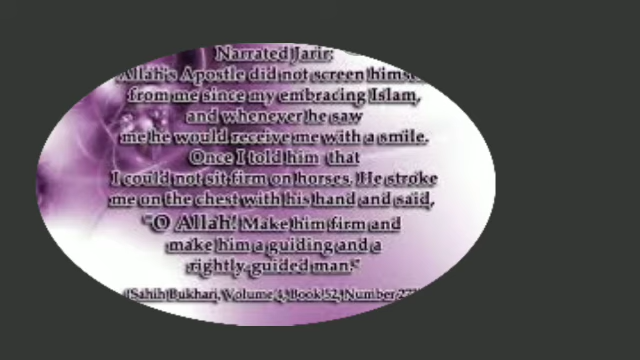 Narrated Jarir:
Allah's Apostle did not screen
from me since my embracing Islam,
and whenever he saw
me he would receive me with a smile.
Once I told him that
I could not sit firm on horses. He stroke
me on the chest with his hand and said,
"O Allah! Make him firm and
make him a guiding and a
rightly-guided man."
(Sahih Bukhari, Volume 4, Book 52, Number